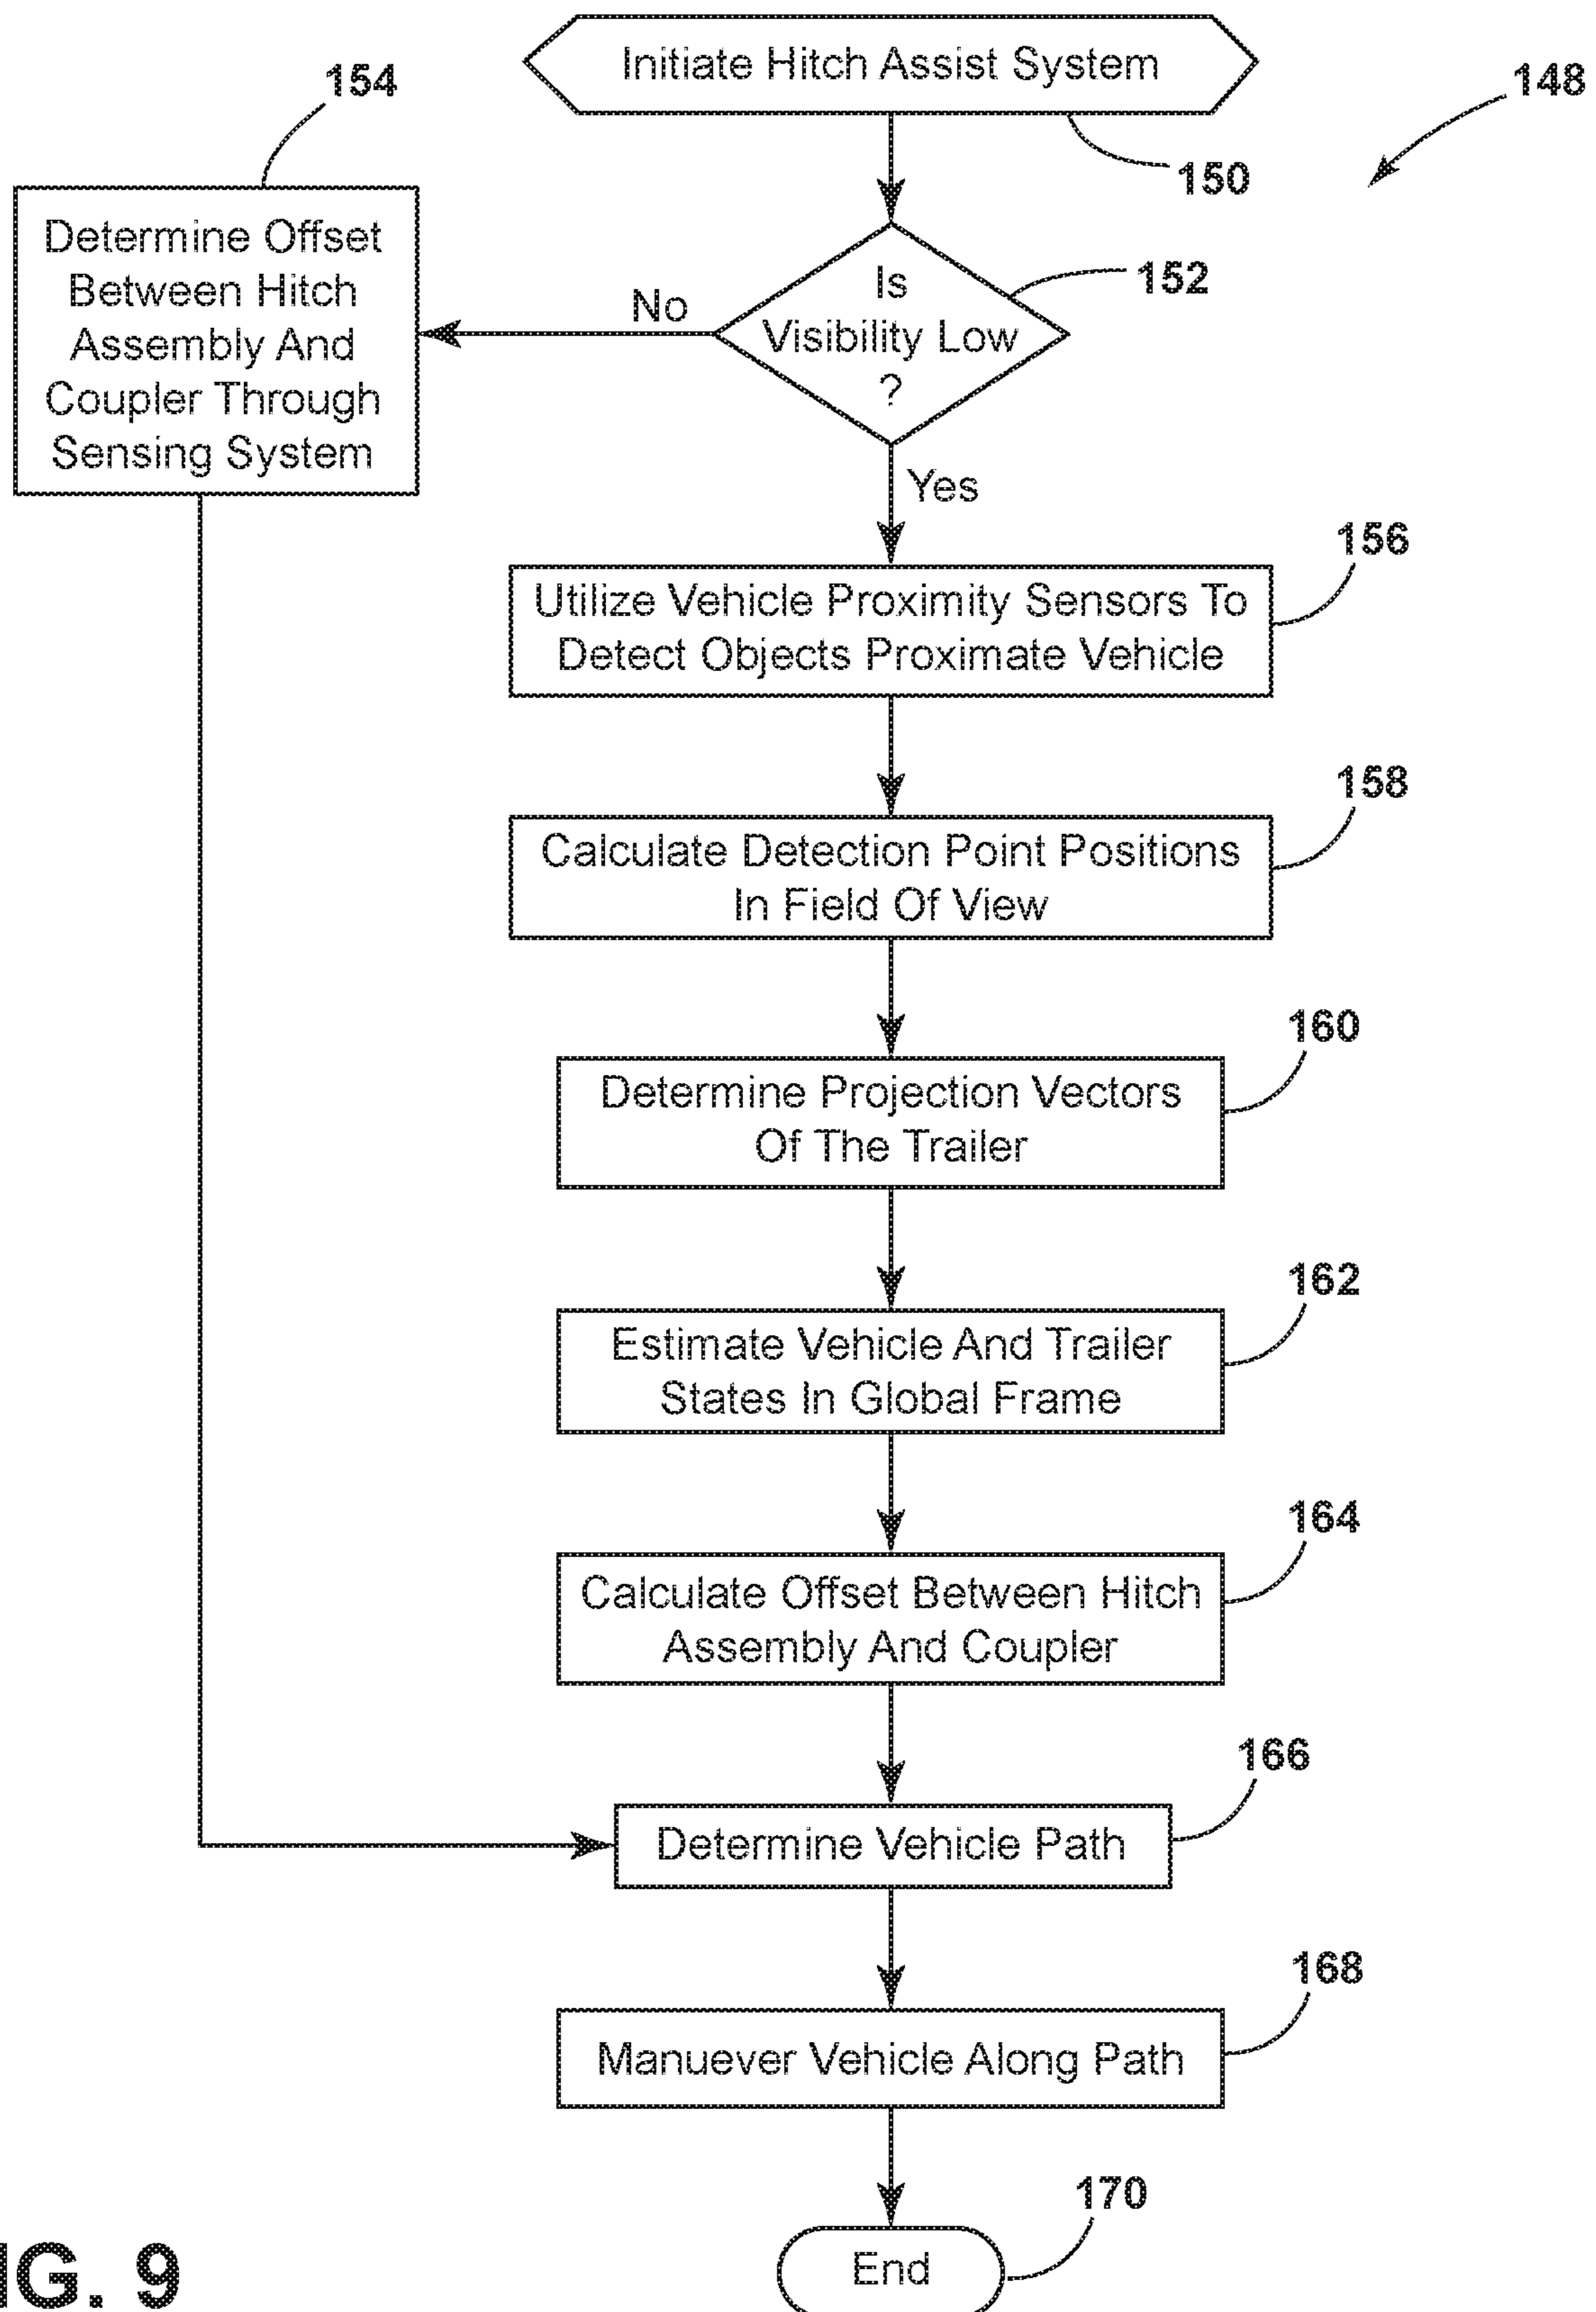 Initiate Hitch Assist System
148
150
154
Determine Offset
Between Hitch
Assembly And
Coupler Through
Sensing System
152
Is
Visibility Low
?
No
Yes
156
Utilize Vehicle Proximity Sensors To
Detect Objects Proximate Vehicle
158
Calculate Detection Point Positions
In Field Of View
160
Determine Projection Vectors
Of The Trailer
162
Estimate Vehicle And Trailer
States In Global Frame
164
Calculate Offset Between Hitch
Assembly And Coupler
166
Determine Vehicle Path
168
Manuever Vehicle Along Path
170
End
IG. 9